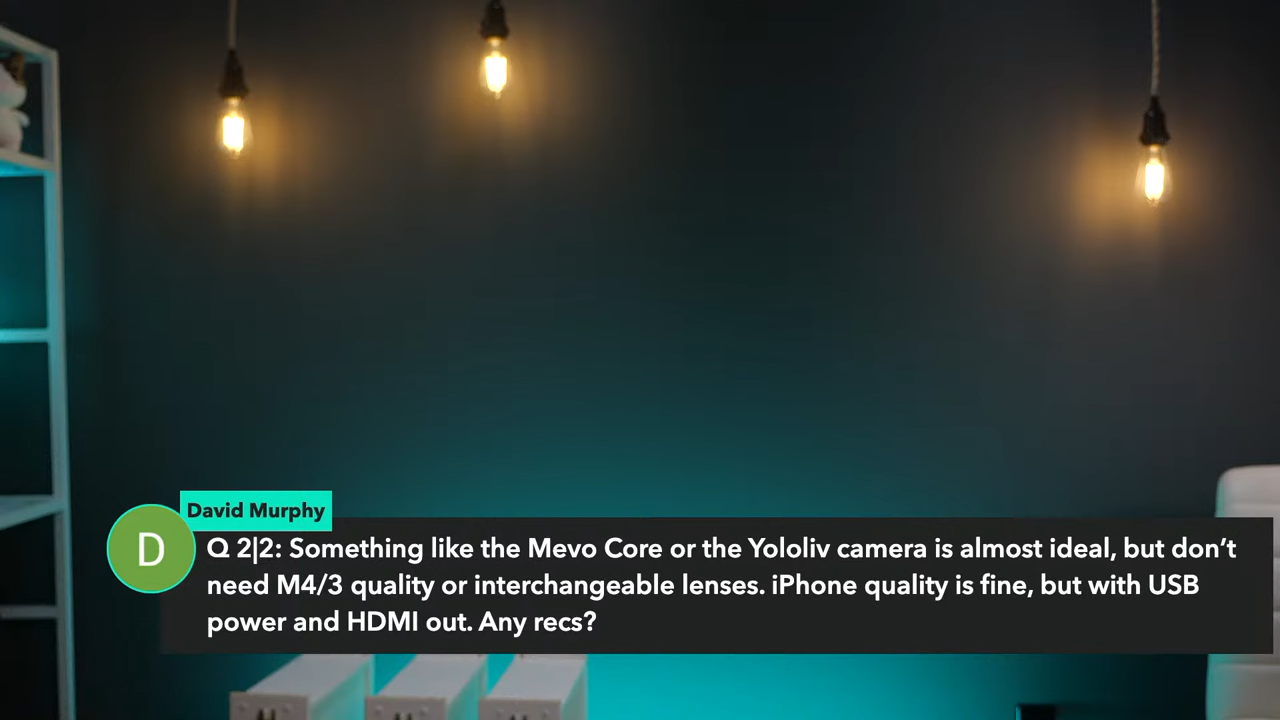 David Murphy
D
Q 2|2: Something like the Mevo Core or the Yololiv camera is almost ideal, but don’t
need M4/3 quality or interchangeable lenses. iPhone quality is fine, but with USB
power and HDMI out. Any recs?